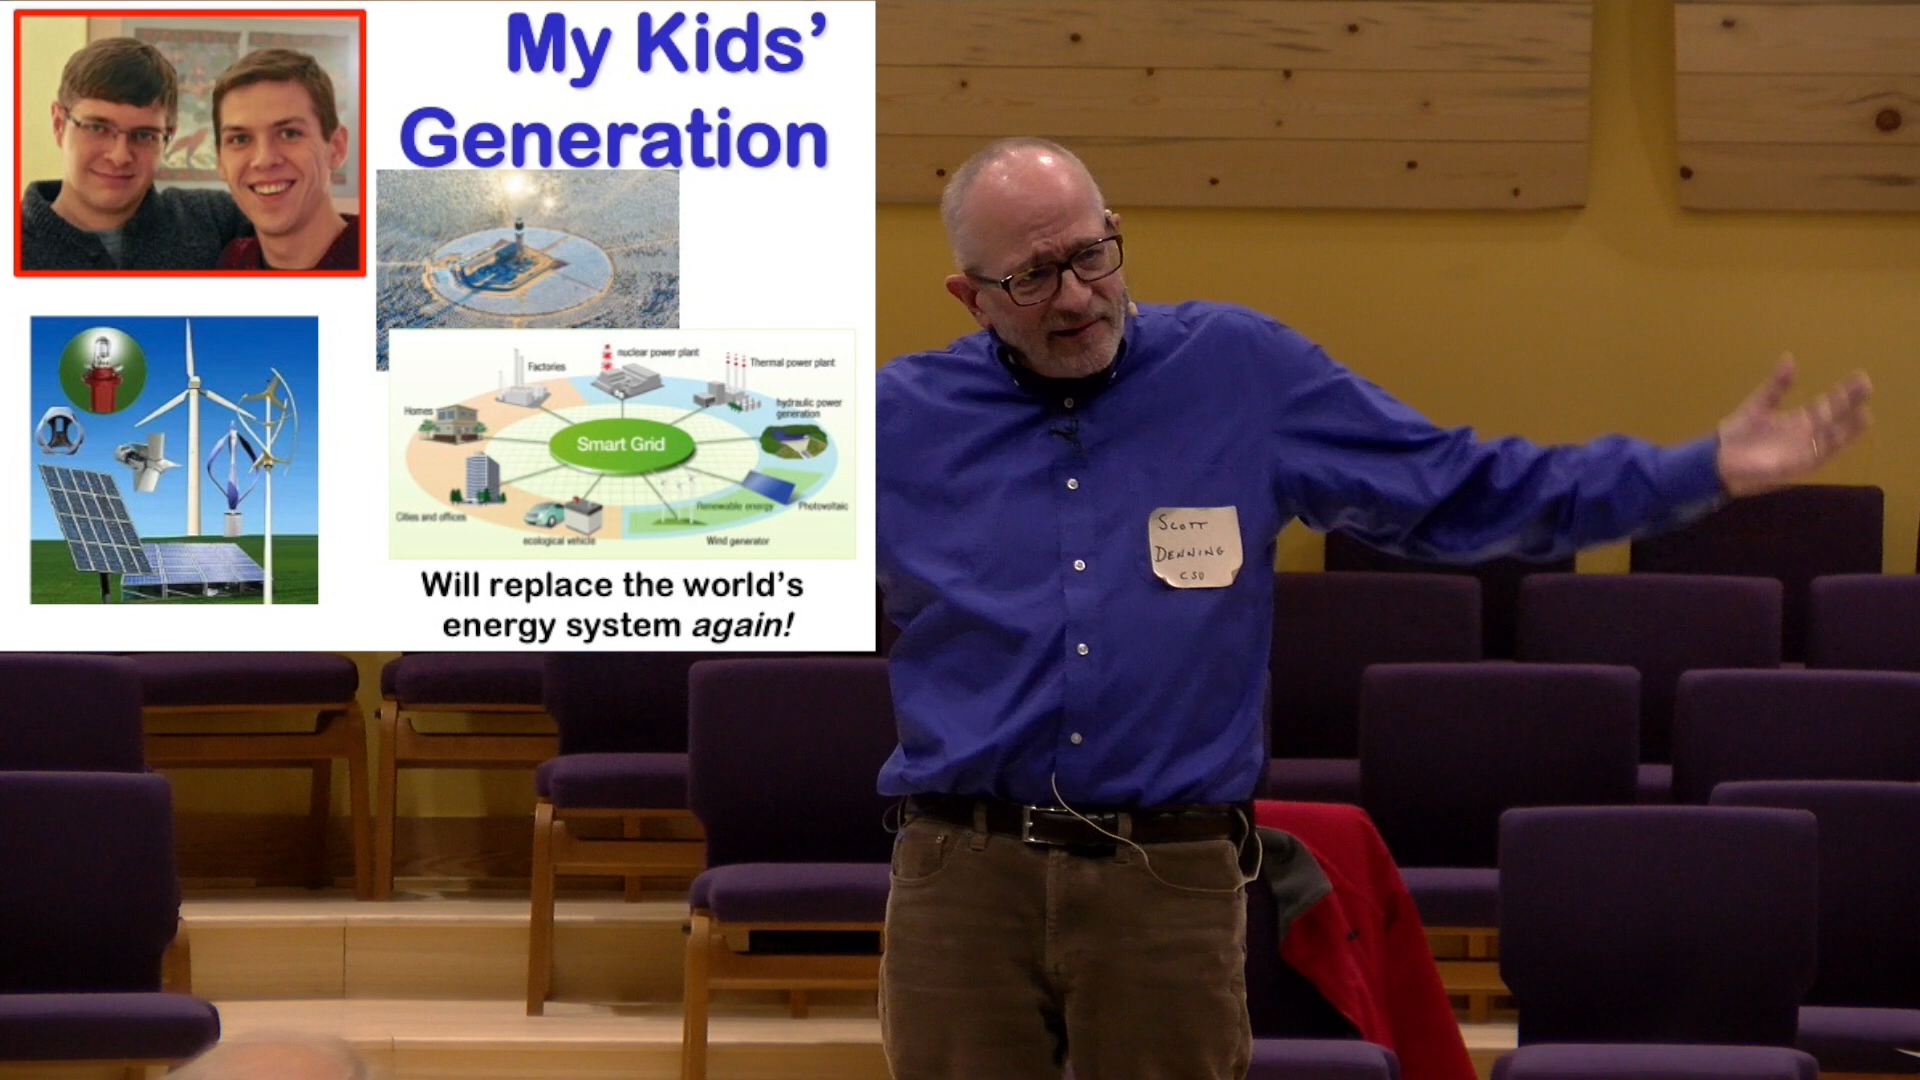 My Kids’
Generation
nuclear power plant
Factories
Thermal power plant
hydraulic power
generation
Homes
Smart Grid
Renewable energy
Photovoltaic
Cities and offices
ecological vehicle
Wind generator
Will replace the world’s
energy system again!
SCOTT
DENNING
CSU